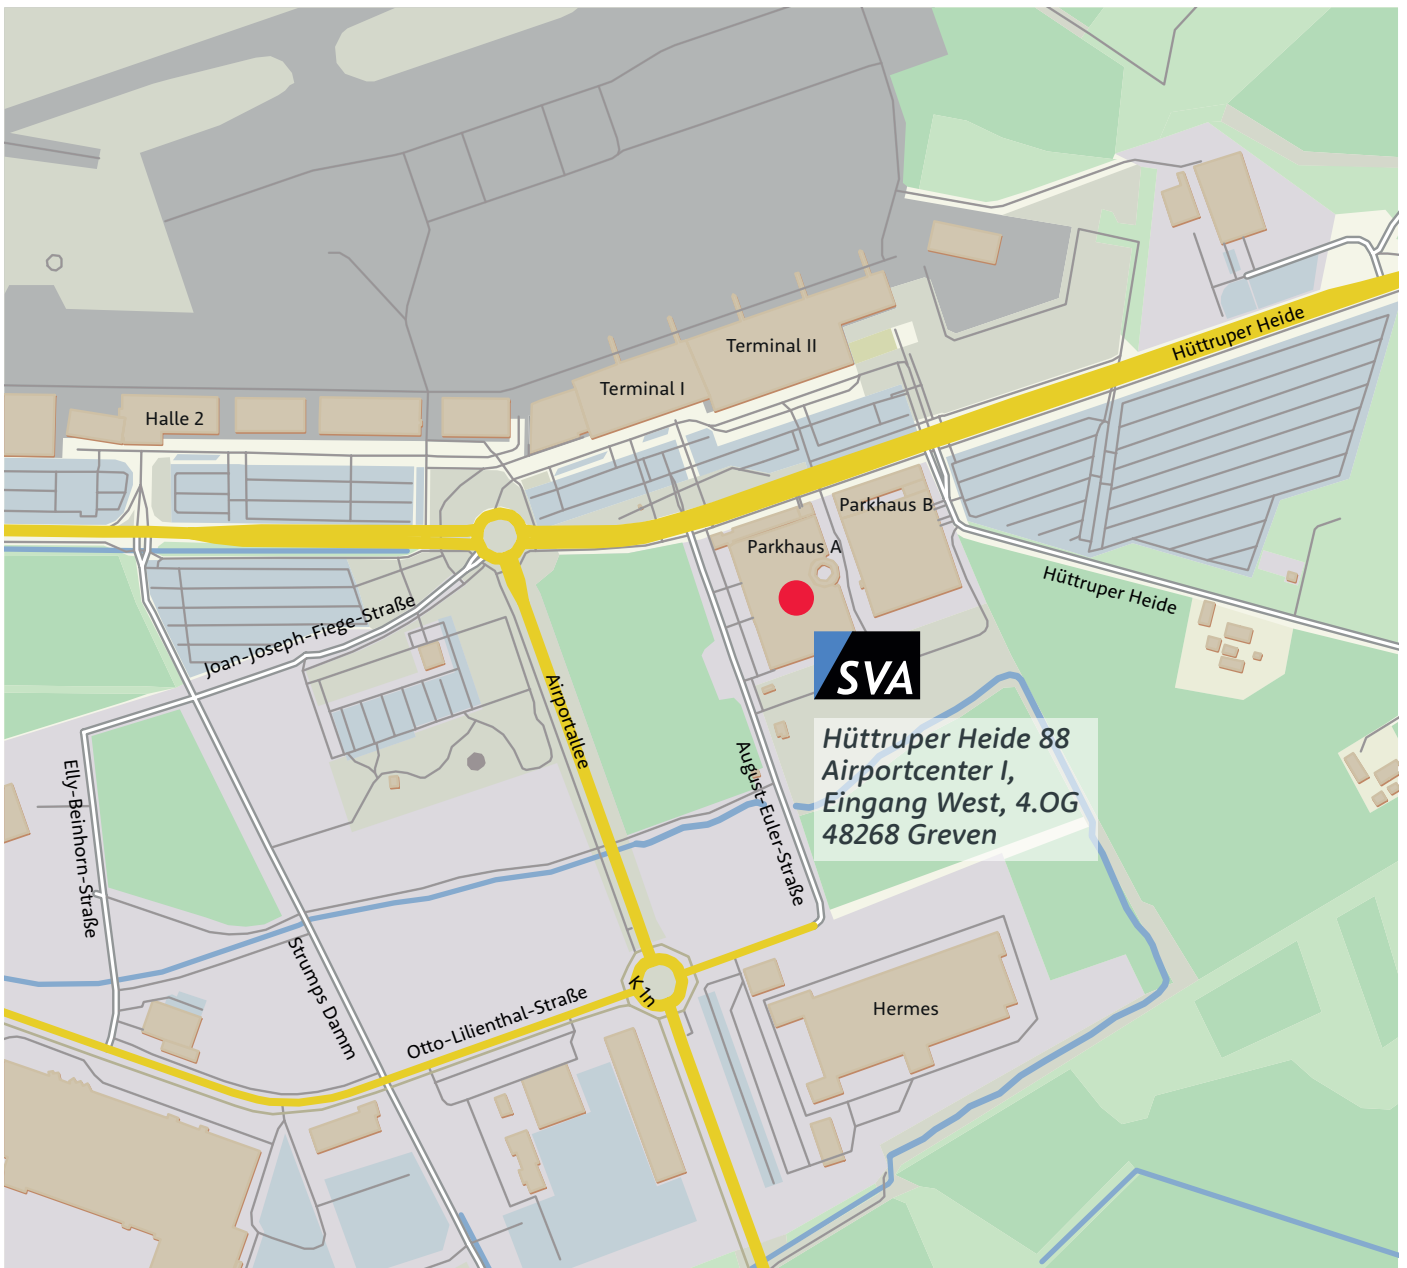 Hüttruper Heide
Terminal II
Terminal I
Halle 2
Parkhaus B
Parkhaus A
Hüttruper Heide
Joan-Joseph-Fiege-Straße
SVA
Airportallee
Hüttruper Heide 88
Airportcenter I,
Eingang West, 4.OG
48268 Greven
August-Euler-Straße
Elly-Beinhorn-Straße
Strumps Damm
K1n
Otto-Lilienthal-Straße
Hermes